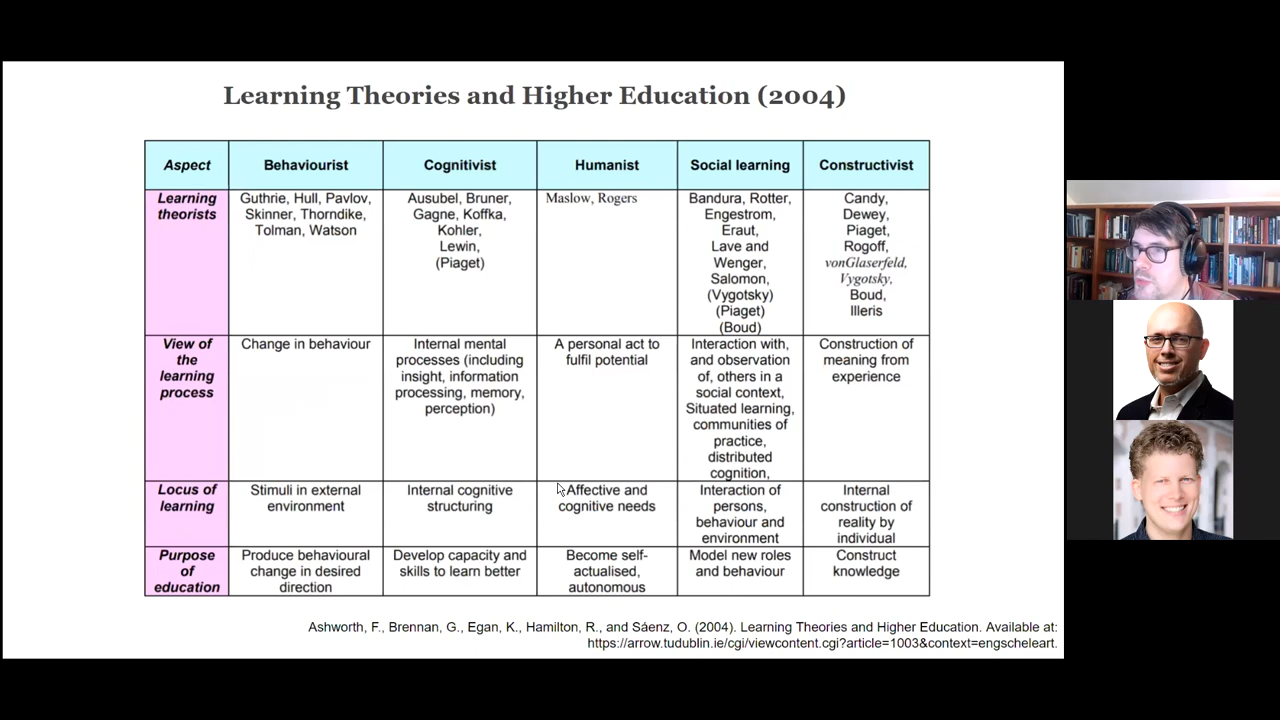 Learning Theories and Higher Education (2004)
Aspect
Behaviourist
Cognitivist
Humanist
Social learning
Constructivist
Learning
theorists
Guthrie, Hull, Pavlov,
Skinner, Thorndike,
Tolman, Watson
Ausubel, Bruner,
Gagne, Koffka,
Kohler,
Lewin,
(Piaget)
Maslow, Rogers
Bandura, Rotter,
Engestrom,
Eraut,
Lave and
Wenger,
Salomon,
(Vygotsky)
(Piaget)
(Boud)
Candy,
Dewey,
Piaget,
Rogoff,
vonGlaserfeld,
Vygotsky,
Boud,
Illeris
View of
the
learning
process
Change in behaviour
Internal mental
processes (including
insight, information
processing, memory,
perception)
A personal act to
fulfil potential
Interaction with,
and observation
of, others in a
social context,
Situated learning,
communities of
practice,
distributed
cognition,
Construction of
meaning from
experience
Locus of
learning
Stimuli in external
environment
Internal cognitive
structuring
Affective and
cognitive needs
Interaction of
persons,
behaviour and
environment
Internal
construction of
reality by
individual
Purpose
of
education
Produce behavioural
change in desired
direction
Develop capacity and
skills to learn better
Become self-
actualised,
autonomous
Model new roles
and behaviour
Construct
knowledge
Ashworth, F., Brennan, G., Egan, K., Hamilton, R., and Sáenz, O. (2004). Learning Theories and Higher Education. Available at:
https://arrow.tudublin.ie/cgi/viewcontent.cgi?article=1003&context=engscheleart.